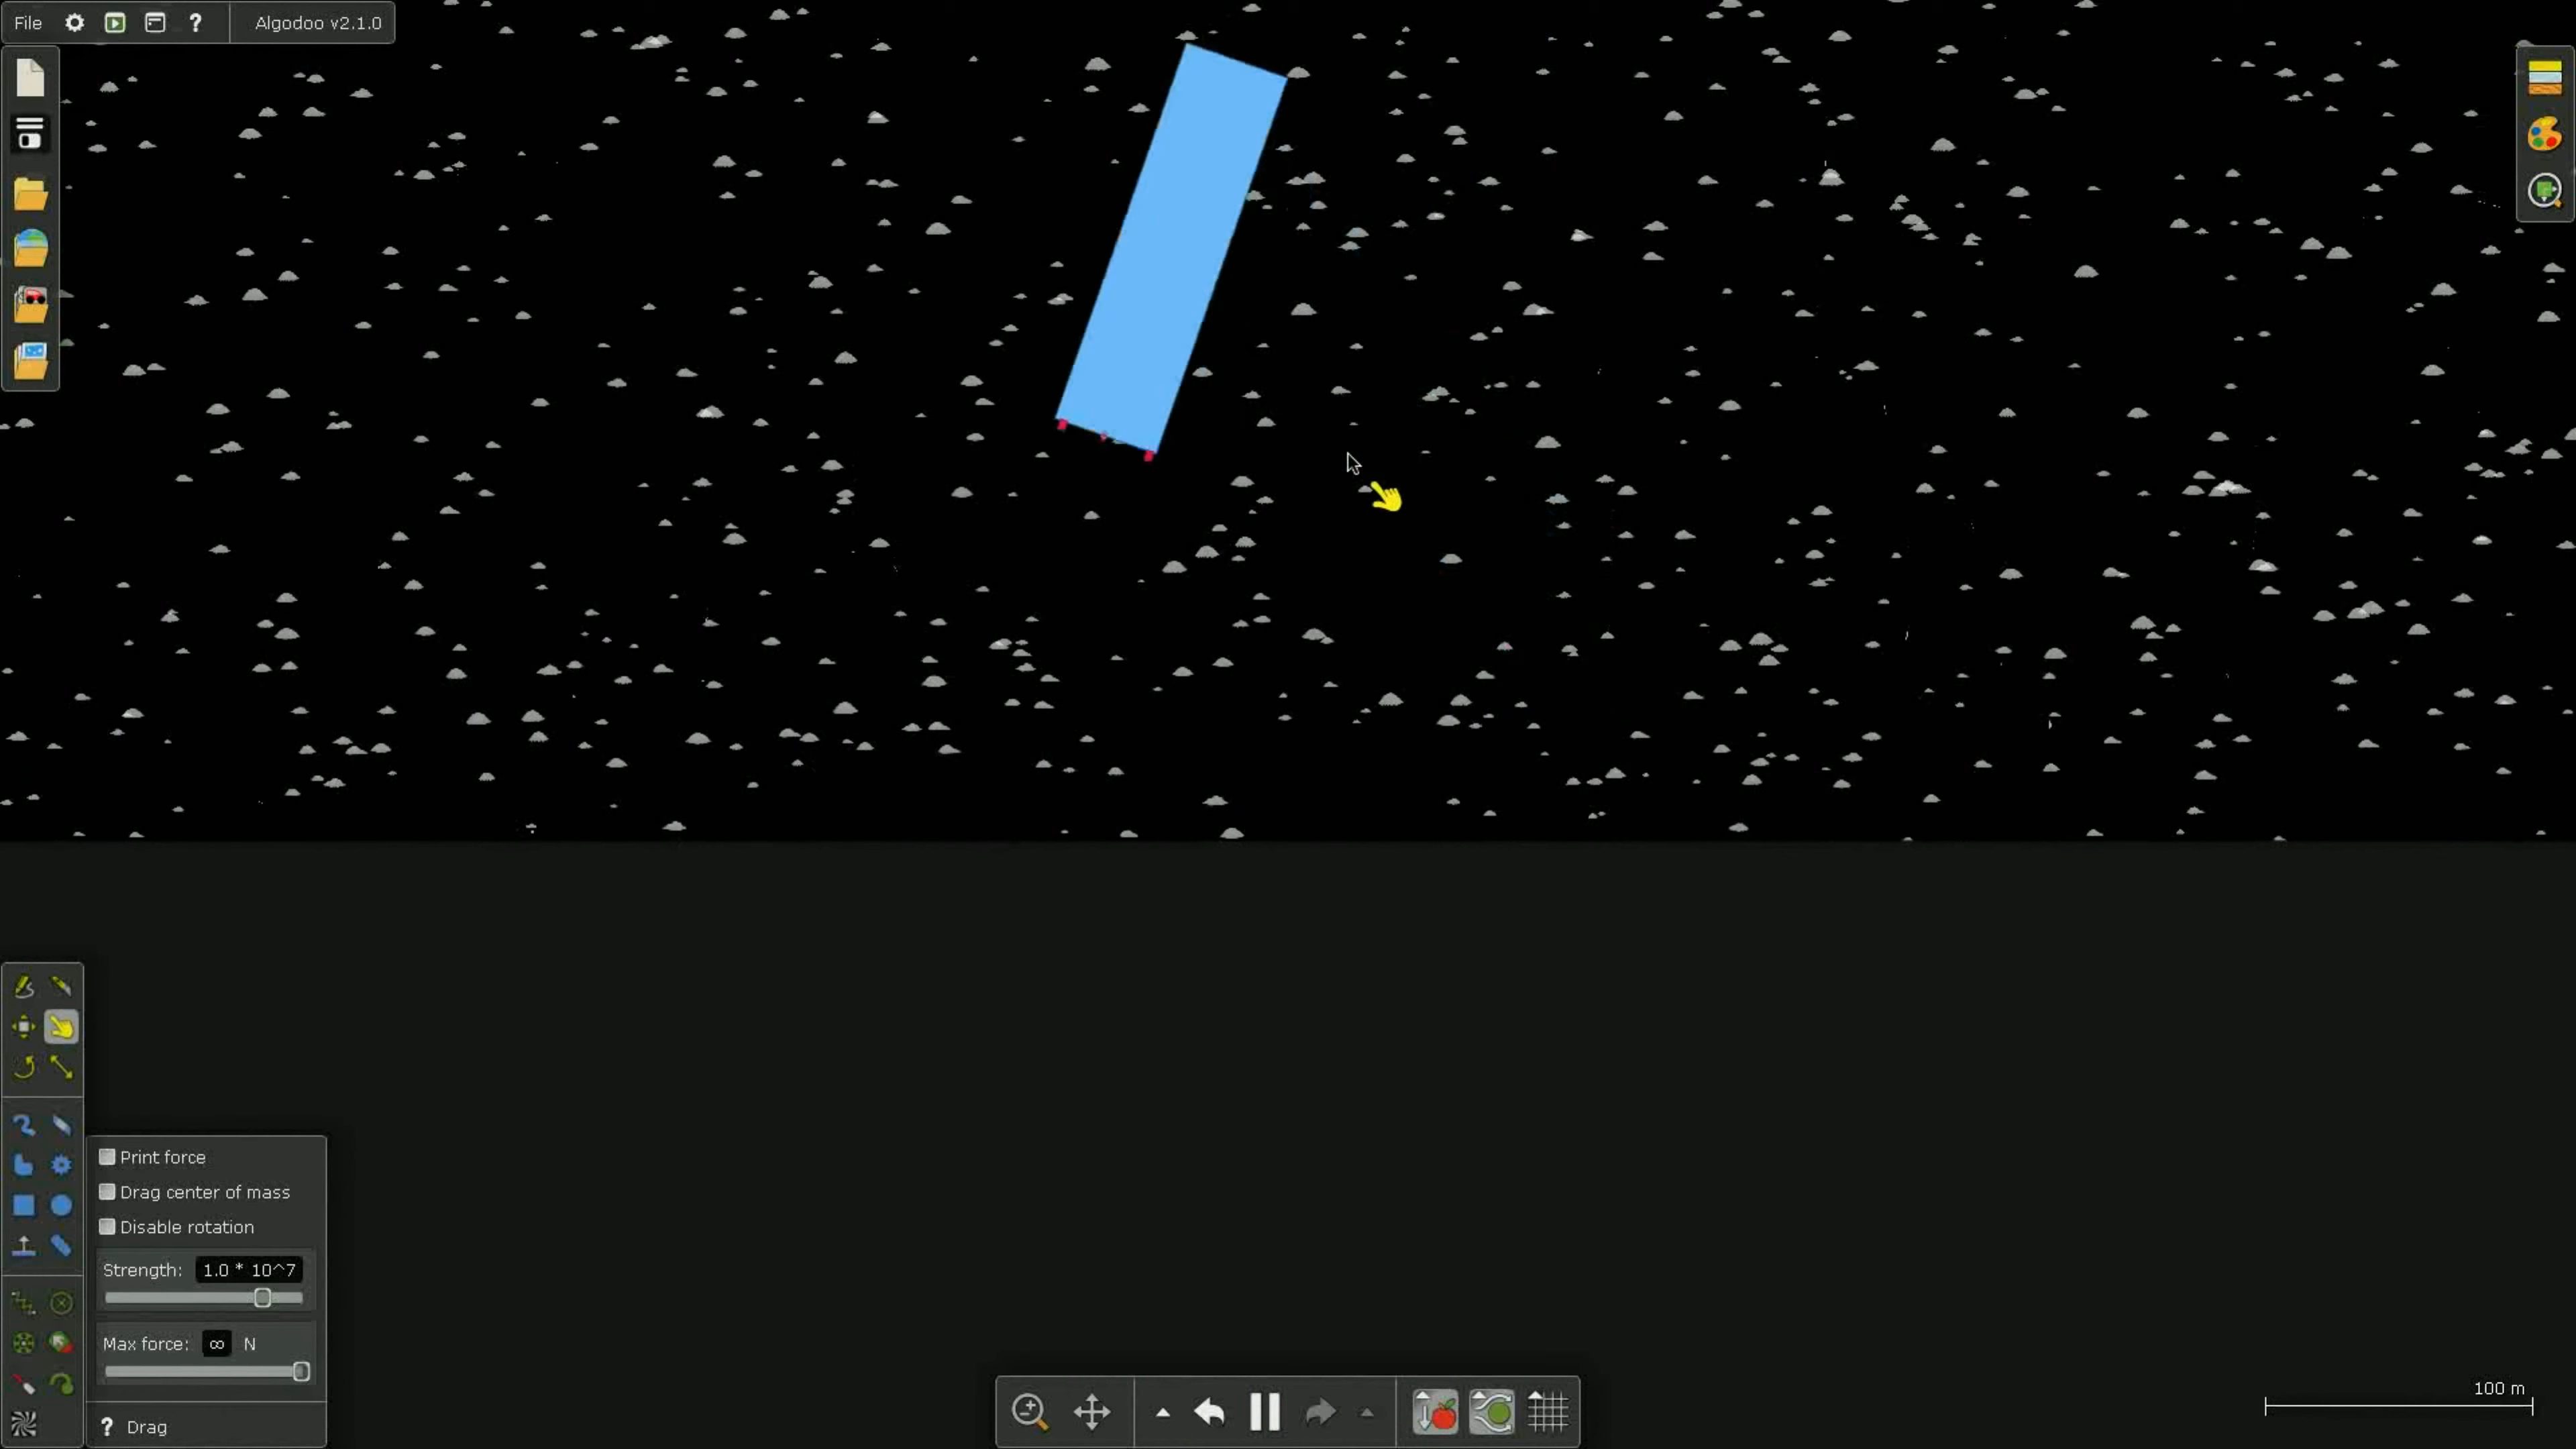 File ? Algodoo v2.1.0
Print force
Drag center of mass
Disable rotation
Strength: 1.0 * 10^7
Max force: ∞ N
? Drag
100 m